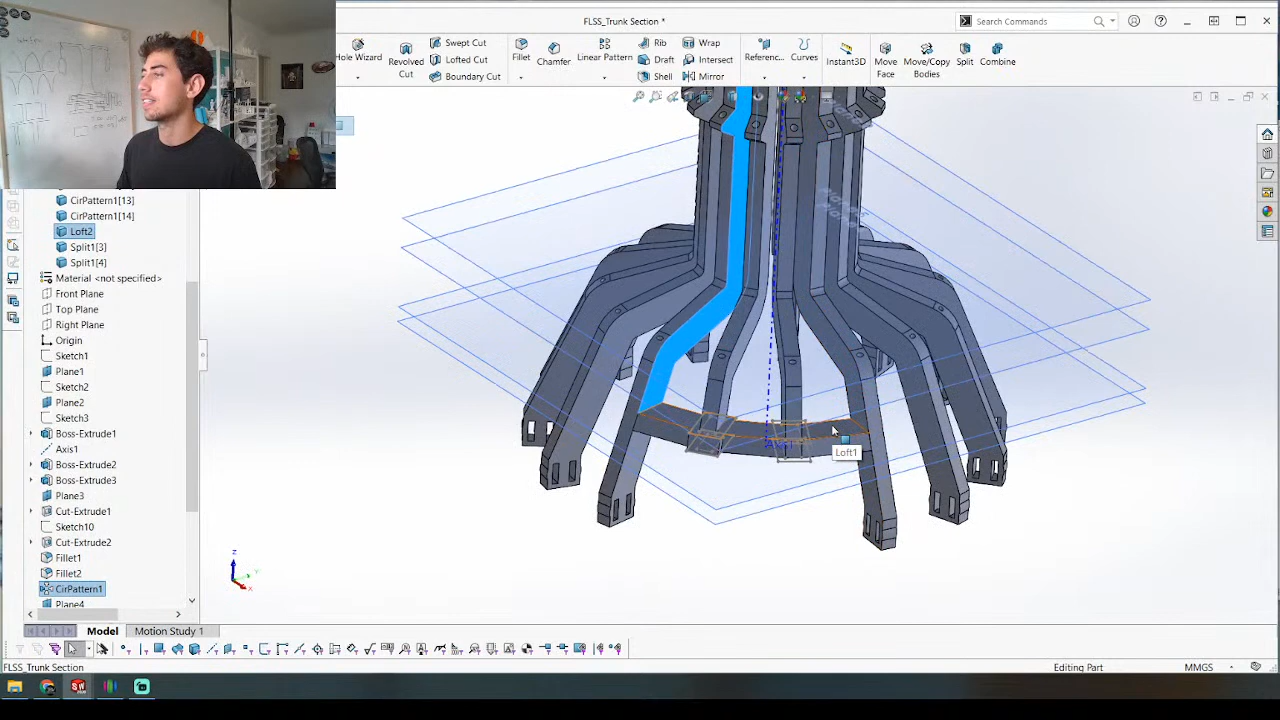 FLSS_Trunk Section *
Search Commands
Hole Wizard
Revolved Cut
Swept Cut
Lofted Cut
Boundary Cut
Fillet
Chamfer
Linear Pattern
Rib
Draft
Shell
Wrap
Intersect
Mirror
Referenc...
Curves
Instant3D
Move Face
Move/Copy Bodies
Split
Combine
CirPattern1[13]
CirPattern1[14]
Loft2
Split1[3]
Split1[4]
Material <not specified>
Front Plane
Top Plane
Right Plane
Origin
Sketch1
Plane1
Sketch2
Plane2
Sketch3
Boss-Extrude1
Axis1
Boss-Extrude2
Boss-Extrude3
Plane3
Cut-Extrude1
Sketch10
Cut-Extrude2
Fillet1
Fillet2
CirPattern1
Plane4
Loft1
Z
Y
X
Model
Motion Study 1
FLSS_Trunk Section
Editing Part
MMGS